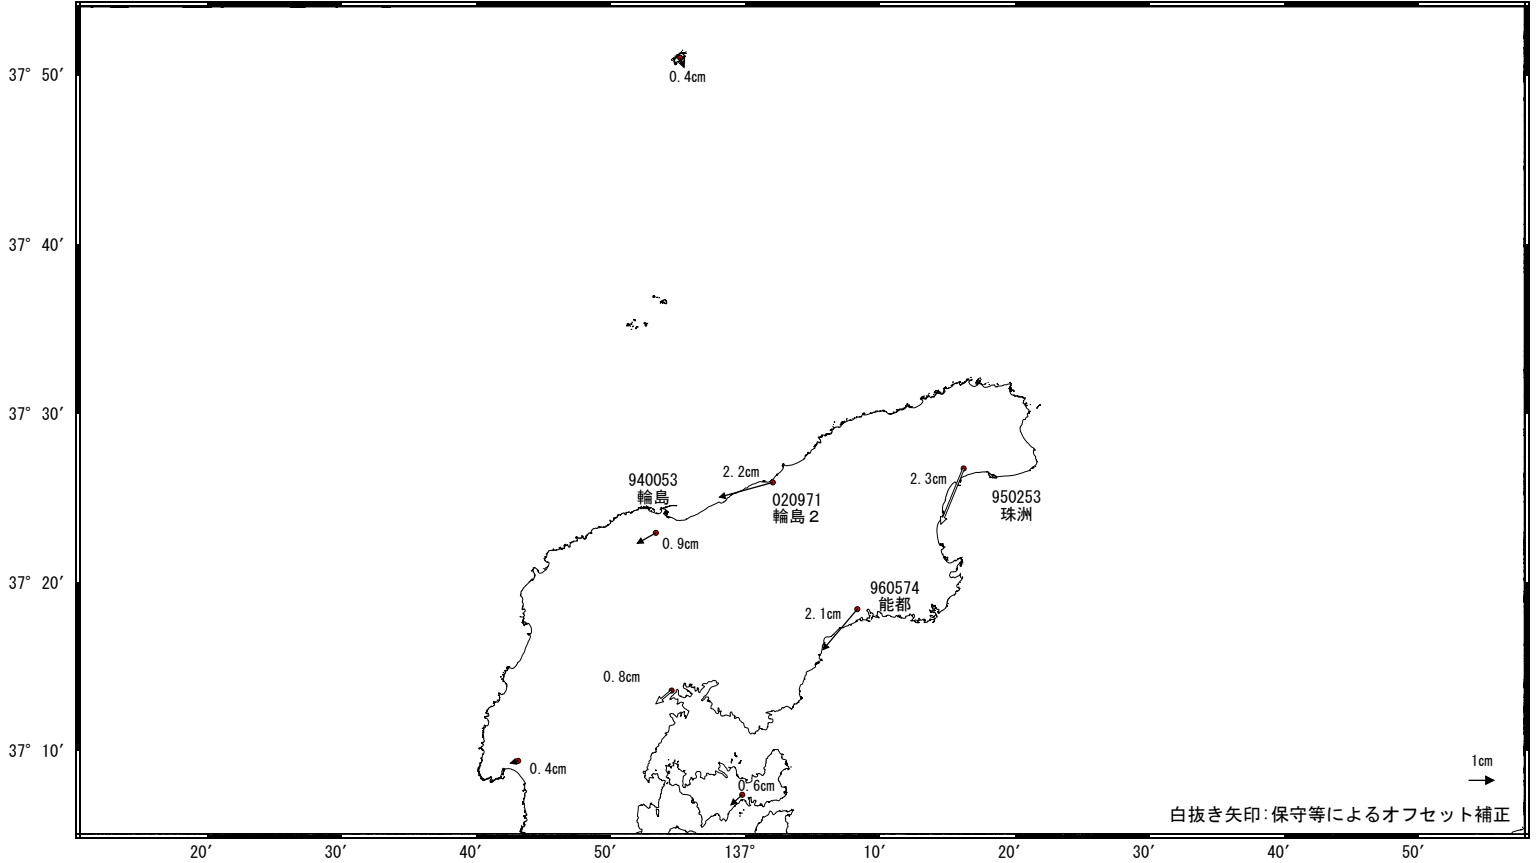 37° 50′
0.4cm
37° 40′
37° 30′
940053
輪島
2.2cm
020971
輪島２
2.3cm
950253
珠洲
0.9cm
37° 20′
960574
能都
2.1cm
0.8cm
37° 10′
0.4cm
0.6cm
1cm
白抜き矢印:保守等によるオフセット補正
20′
30′
40′
50′
137°
10′
20′
30′
40′
50′